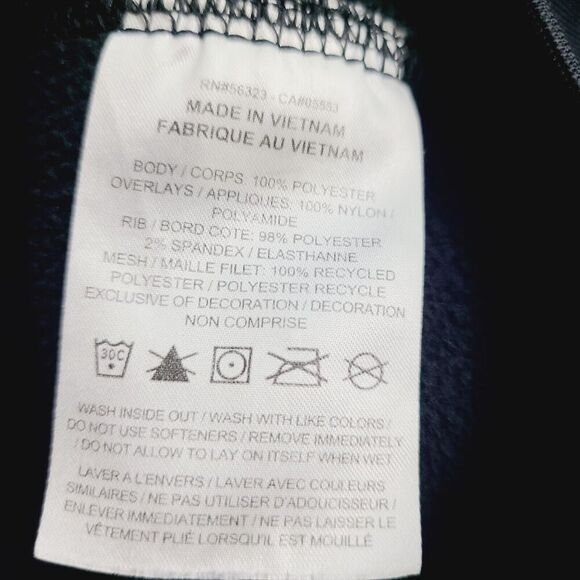 RN#56323 - CA#05553
MADE IN VIETNAM
FABRIQUE AU VIETNAM
BODY / CORPS: 100% POLYESTER
OVERLAYS / APPLIQUES: 100% NYLON /
POLYAMIDE
RIB / BORD COTE: 98% POLYESTER
2% SPANDEX / ELASTHANNE
MESH / MAILLE FILET: 100% RECYCLED
POLYESTER / POLYESTER RECYCLE
EXCLUSIVE OF DECORATION / DECORATION
NON COMPRISE
30C
WASH INSIDE OUT / WASH WITH LIKE COLORS /
DO NOT USE SOFTENERS / REMOVE IMMEDIATELY
/ DO NOT ALLOW TO LAY ON ITSELF WHEN WET
LAVER A L'ENVERS / LAVER AVEC COULEURS
SIMILAIRES / NE PAS UTILISER D'ADOUCISSEUR /
ENLEVER IMMEDIATEMENT / NE PAS LAISSER LE
VÊTEMENT PLIÉ LORSQU'IL EST MOUILLÉ